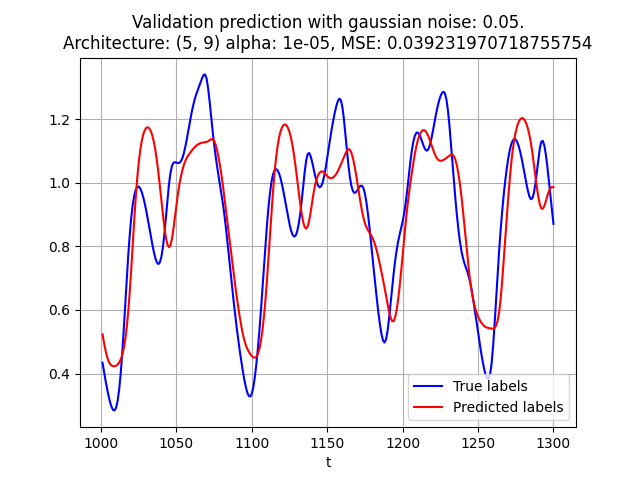 Validation prediction with gaussian noise: 0.05.
Architecture: (5, 9) alpha: 1e-05, MSE: 0.039231970718755754
1.2
1.0
0.8
0.6
0.4
True labels
Predicted labels
1000 1050 1100 1150 1200 1250 1300
t